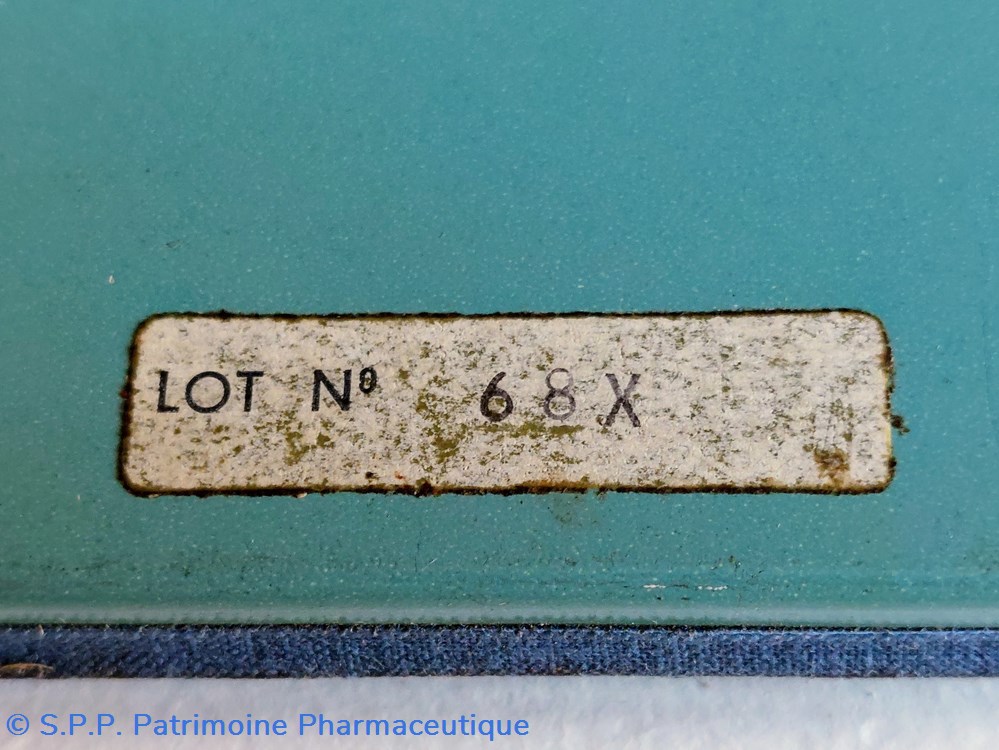 LOT Nº 68X
© S.P.P. Patrimoine Pharmaceutique